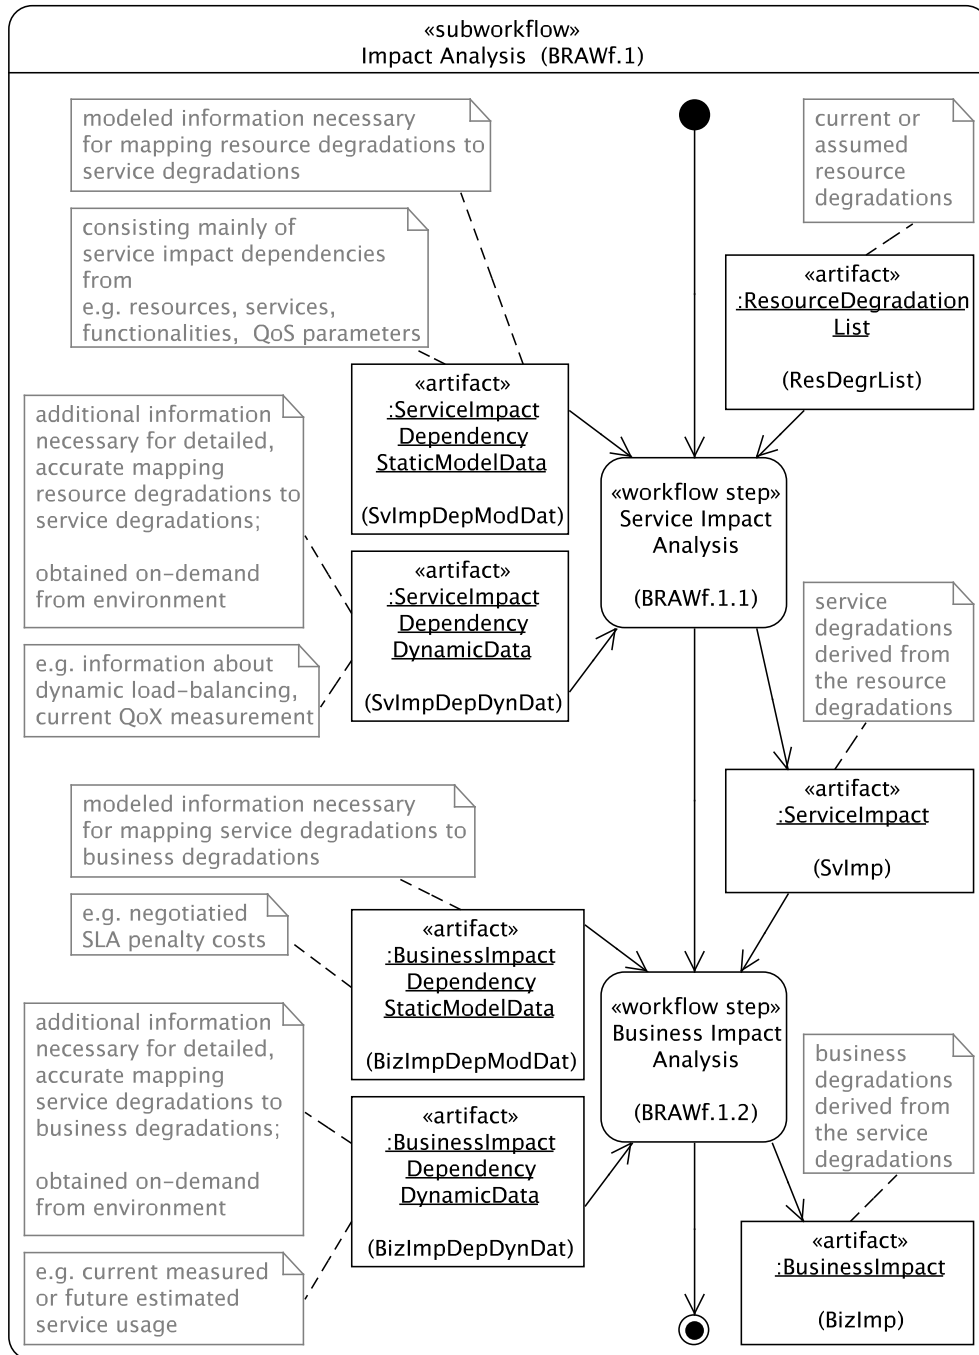 «subworkflow»
Impact Analysis (BRAWf.1)
modeled information necessary
for mapping resource degradations to
service degradations
current or
assumed
resource
degradations
consisting mainly of
service impact dependencies
from
e.g. resources, services,
functionalities, QoS parameters
«artifact»
:ResourceDegradation
List
(ResDegrList)
«artifact»
:ServiceImpact
Dependency
StaticModelData
(SvImpDepModDat)
additional information
necessary for detailed,
accurate mapping
resource degradations to
service degradations;
obtained on-demand
from environment
«workflow step»
Service Impact
Analysis
(BRAWf.1.1)
«artifact»
:ServiceImpact
Dependency
DynamicData
(SvImpDepDynDat)
service
degradations
derived from
the resource
degradations
e.g. information about
dynamic load-balancing,
current QoX measurement
«artifact»
:ServiceImpact
(SvImp)
modeled information necessary
for mapping service degradations to
business degradations
e.g. negotiatied
SLA penalty costs
«artifact»
:BusinessImpact
Dependency
StaticModelData
(BizImpDepModDat)
«workflow step»
Business Impact
Analysis
(BRAWf.1.2)
additional information
necessary for detailed,
accurate mapping
service degradations to
business degradations;
obtained on-demand
from environment
business
degradations
derived from
the service
degradations
«artifact»
:BusinessImpact
Dependency
DynamicData
(BizImpDepDynDat)
«artifact»
:BusinessImpact
(BizImp)
e.g. current measured
or future estimated
service usage